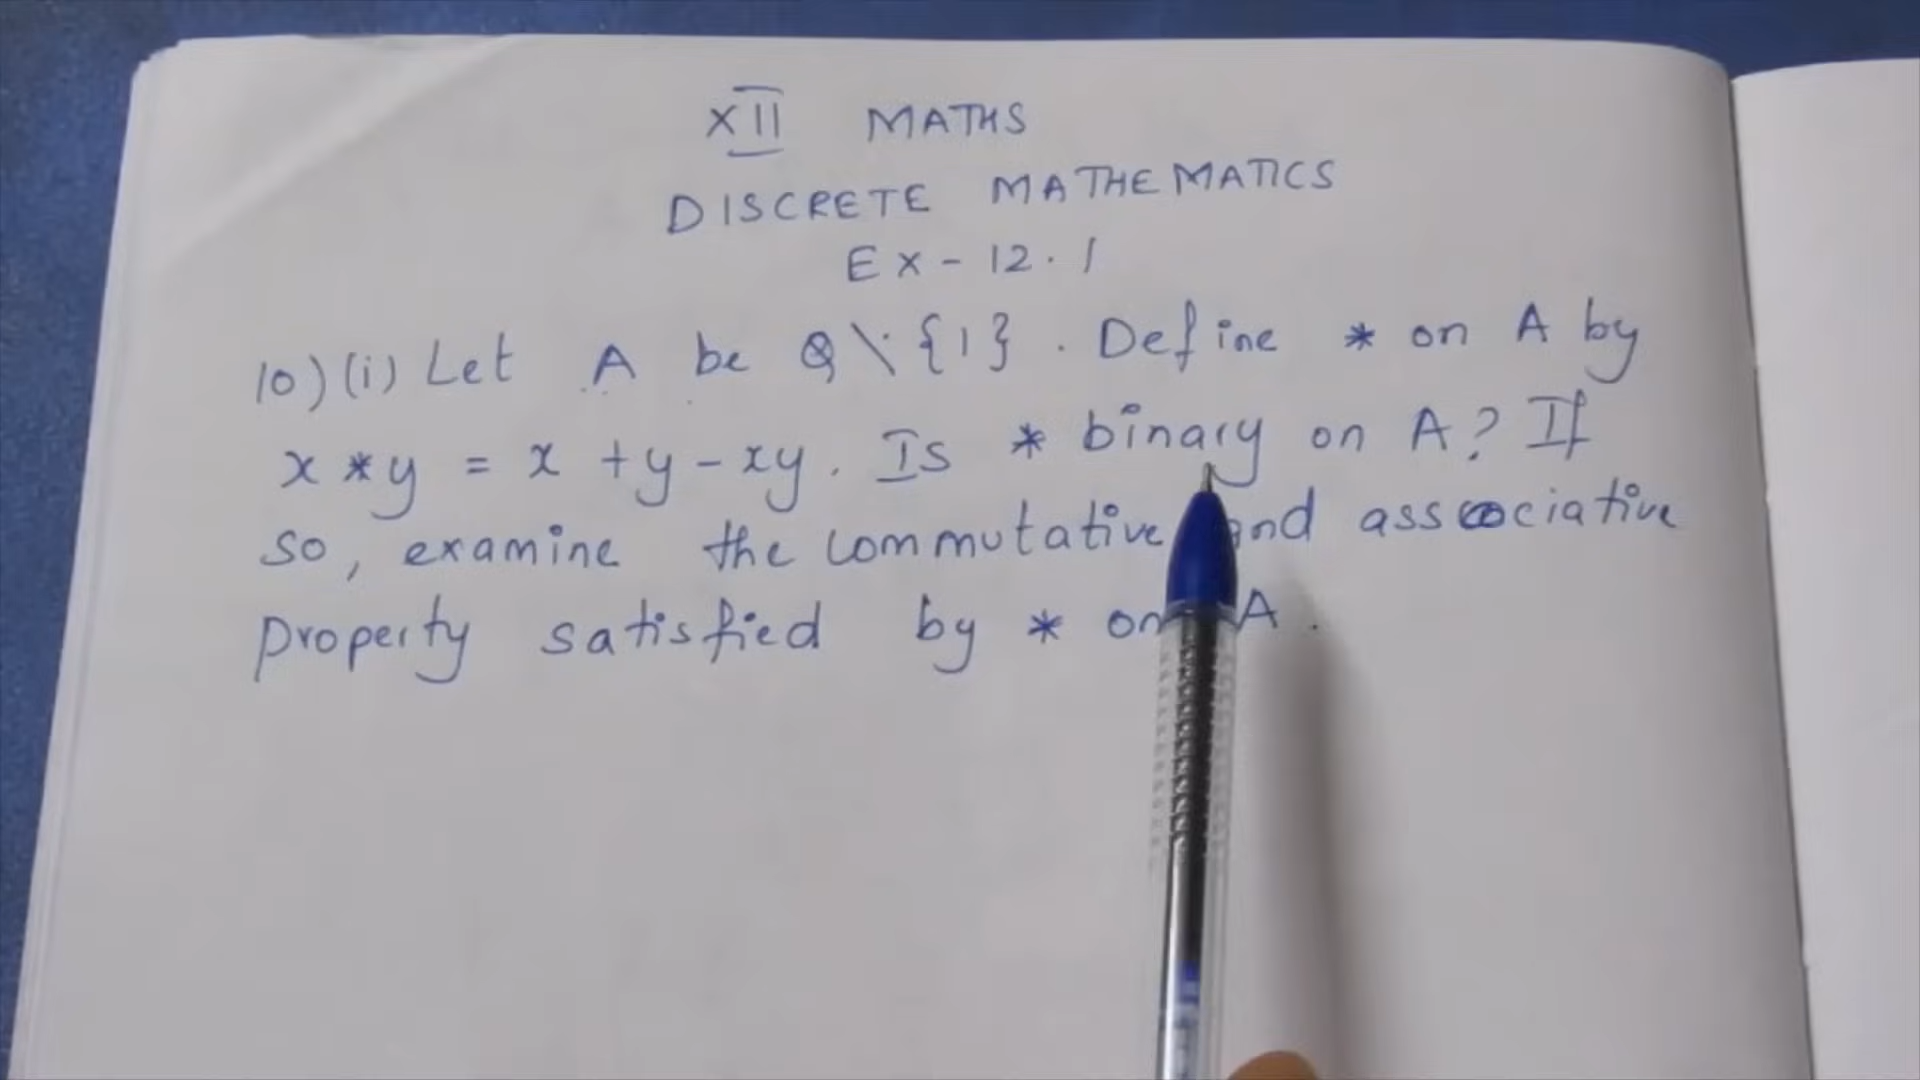 XII MATHS
DISCRETE MATHEMATICS
Ex - 12.1
10) (i) Let A be Q \ {1}. Define * on A by
x * y = x + y - xy. Is * binary on A? If
so, examine the commutative and associative
property satisfied by * on A.